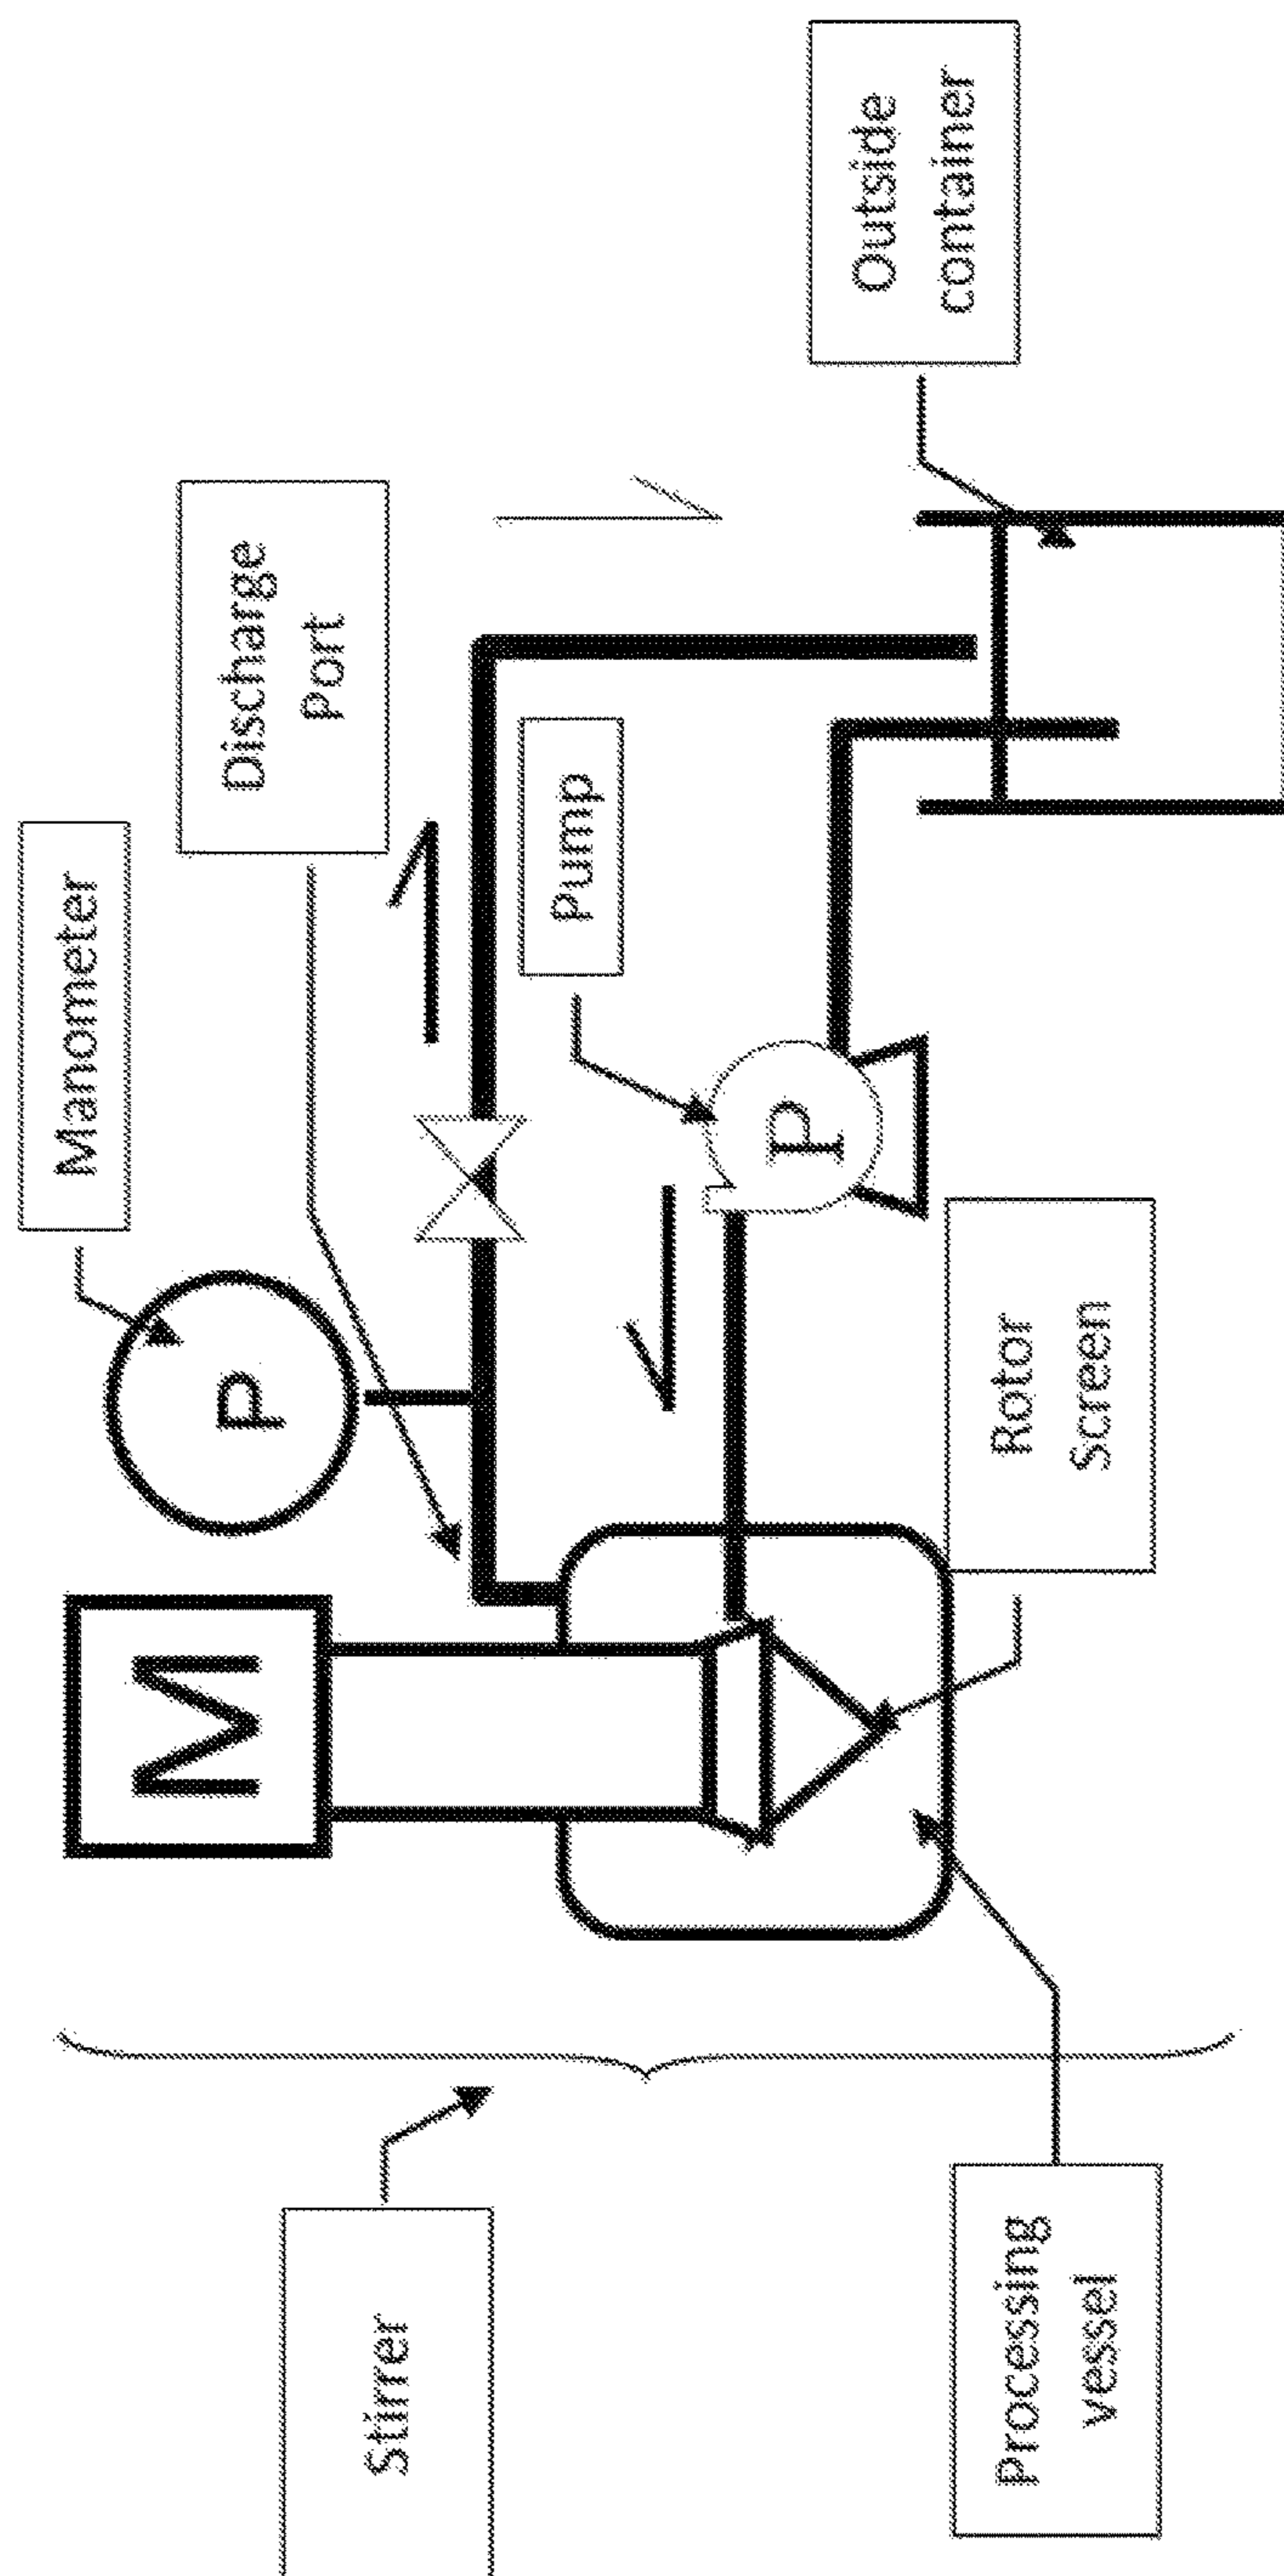 Stirrer
Processing
vessel
M
P
Manometer
Discharge
Port
Pump
P
Rotor
Screen
Outside
container